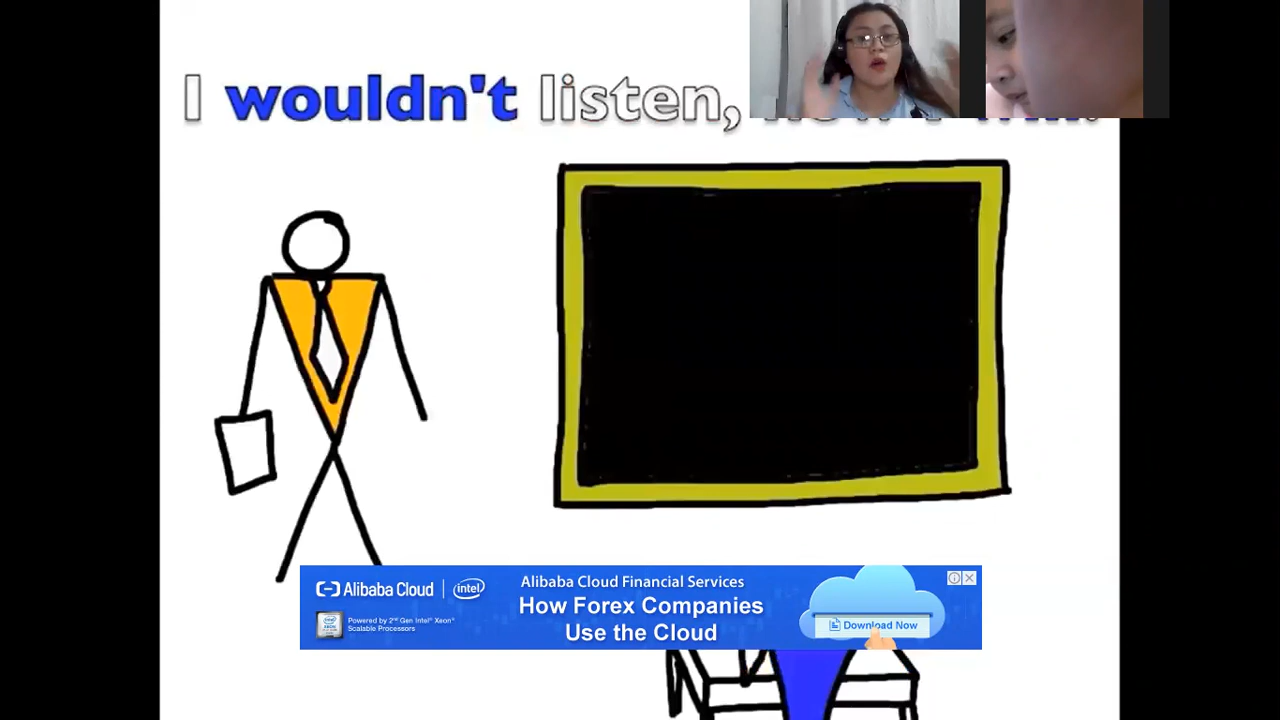 I wouldn't listen,
Alibaba Cloud | intel
Powered by 2nd Gen Intel® Xeon®
Scalable Processors
Alibaba Cloud Financial Services
How Forex Companies
Use the Cloud
Download Now